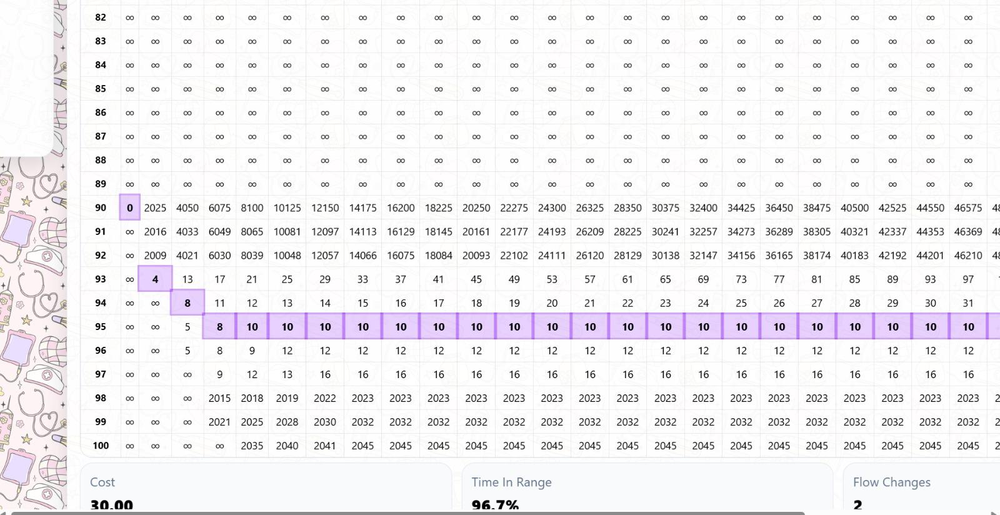 82 ∞ ∞ ∞ ∞ ∞ ∞ ∞ ∞ ∞ ∞ ∞ ∞ ∞ ∞ ∞ ∞ ∞ ∞ ∞ ∞ ∞ ∞ ∞ ∞
83 ∞ ∞ ∞ ∞ ∞ ∞ ∞ ∞ ∞ ∞ ∞ ∞ ∞ ∞ ∞ ∞ ∞ ∞ ∞ ∞ ∞ ∞ ∞ ∞
84 ∞ ∞ ∞ ∞ ∞ ∞ ∞ ∞ ∞ ∞ ∞ ∞ ∞ ∞ ∞ ∞ ∞ ∞ ∞ ∞ ∞ ∞ ∞ ∞
85 ∞ ∞ ∞ ∞ ∞ ∞ ∞ ∞ ∞ ∞ ∞ ∞ ∞ ∞ ∞ ∞ ∞ ∞ ∞ ∞ ∞ ∞ ∞ ∞
86 ∞ ∞ ∞ ∞ ∞ ∞ ∞ ∞ ∞ ∞ ∞ ∞ ∞ ∞ ∞ ∞ ∞ ∞ ∞ ∞ ∞ ∞ ∞ ∞
87 ∞ ∞ ∞ ∞ ∞ ∞ ∞ ∞ ∞ ∞ ∞ ∞ ∞ ∞ ∞ ∞ ∞ ∞ ∞ ∞ ∞ ∞ ∞ ∞
88 ∞ ∞ ∞ ∞ ∞ ∞ ∞ ∞ ∞ ∞ ∞ ∞ ∞ ∞ ∞ ∞ ∞ ∞ ∞ ∞ ∞ ∞ ∞ ∞
89 ∞ ∞ ∞ ∞ ∞ ∞ ∞ ∞ ∞ ∞ ∞ ∞ ∞ ∞ ∞ ∞ ∞ ∞ ∞ ∞ ∞ ∞ ∞ ∞
90 0 2025 4050 6075 8100 10125 12150 14175 16200 18225 20250 22275 24300 26325 28350 30375 32400 34425 36450 38475 40500 42525 44550 46575
91 ∞ 2016 4033 6049 8065 10081 12097 14113 16129 18145 20161 22177 24193 26209 28225 30241 32257 34273 36289 38305 40321 42337 44353 46369
92 ∞ 2009 4021 6030 8039 10048 12057 14066 16075 18084 20093 22102 24111 26120 28129 30138 32147 34156 36165 38174 40183 42192 44201 46210
93 ∞ 4 13 17 21 25 29 33 37 41 45 49 53 57 61 65 69 73 77 81 85 89 93 97
94 ∞ ∞ 8 11 12 13 14 15 16 17 18 19 20 21 22 23 24 25 26 27 28 29 30 31
95 ∞ ∞ 5 8 10 10 10 10 10 10 10 10 10 10 10 10 10 10 10 10 10 10 10 10
96 ∞ ∞ 5 8 9 12 12 12 12 12 12 12 12 12 12 12 12 12 12 12 12 12 12 12
97 ∞ ∞ ∞ 9 12 13 16 16 16 16 16 16 16 16 16 16 16 16 16 16 16 16 16 16
98 ∞ ∞ ∞ 2015 2018 2019 2022 2023 2023 2023 2023 2023 2023 2023 2023 2023 2023 2023 2023 2023 2023 2023 2023 2023
99 ∞ ∞ ∞ 2021 2025 2028 2030 2032 2032 2032 2032 2032 2032 2032 2032 2032 2032 2032 2032 2032 2032 2032 2032 2032
100 ∞ ∞ ∞ ∞ 2035 2040 2041 2045 2045 2045 2045 2045 2045 2045 2045 2045 2045 2045 2045 2045 2045 2045 2045 2045
Cost Time In Range Flow Changes
30.00 96.7% 2